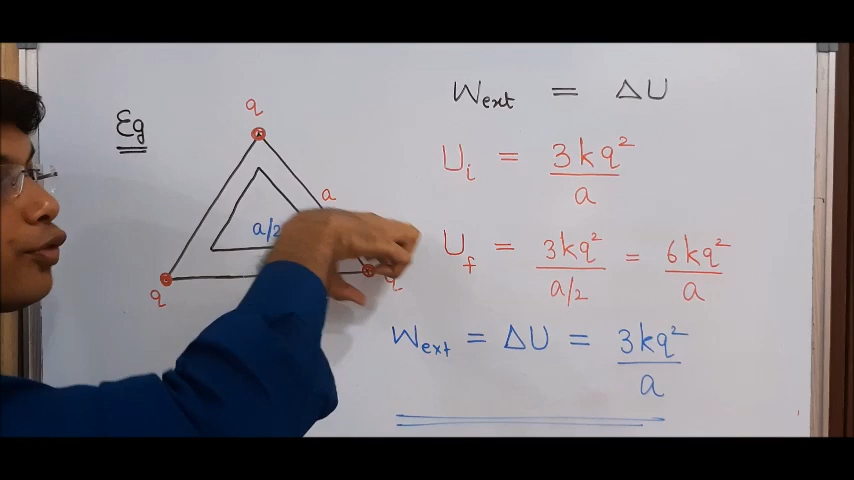 Eg
q
a
a/2
q
q
Wext = ΔU
Ui = 3kq²/a
Uf = 3kq²/a/2 = 6kq²/a
Wext = ΔU = 3kq²/a